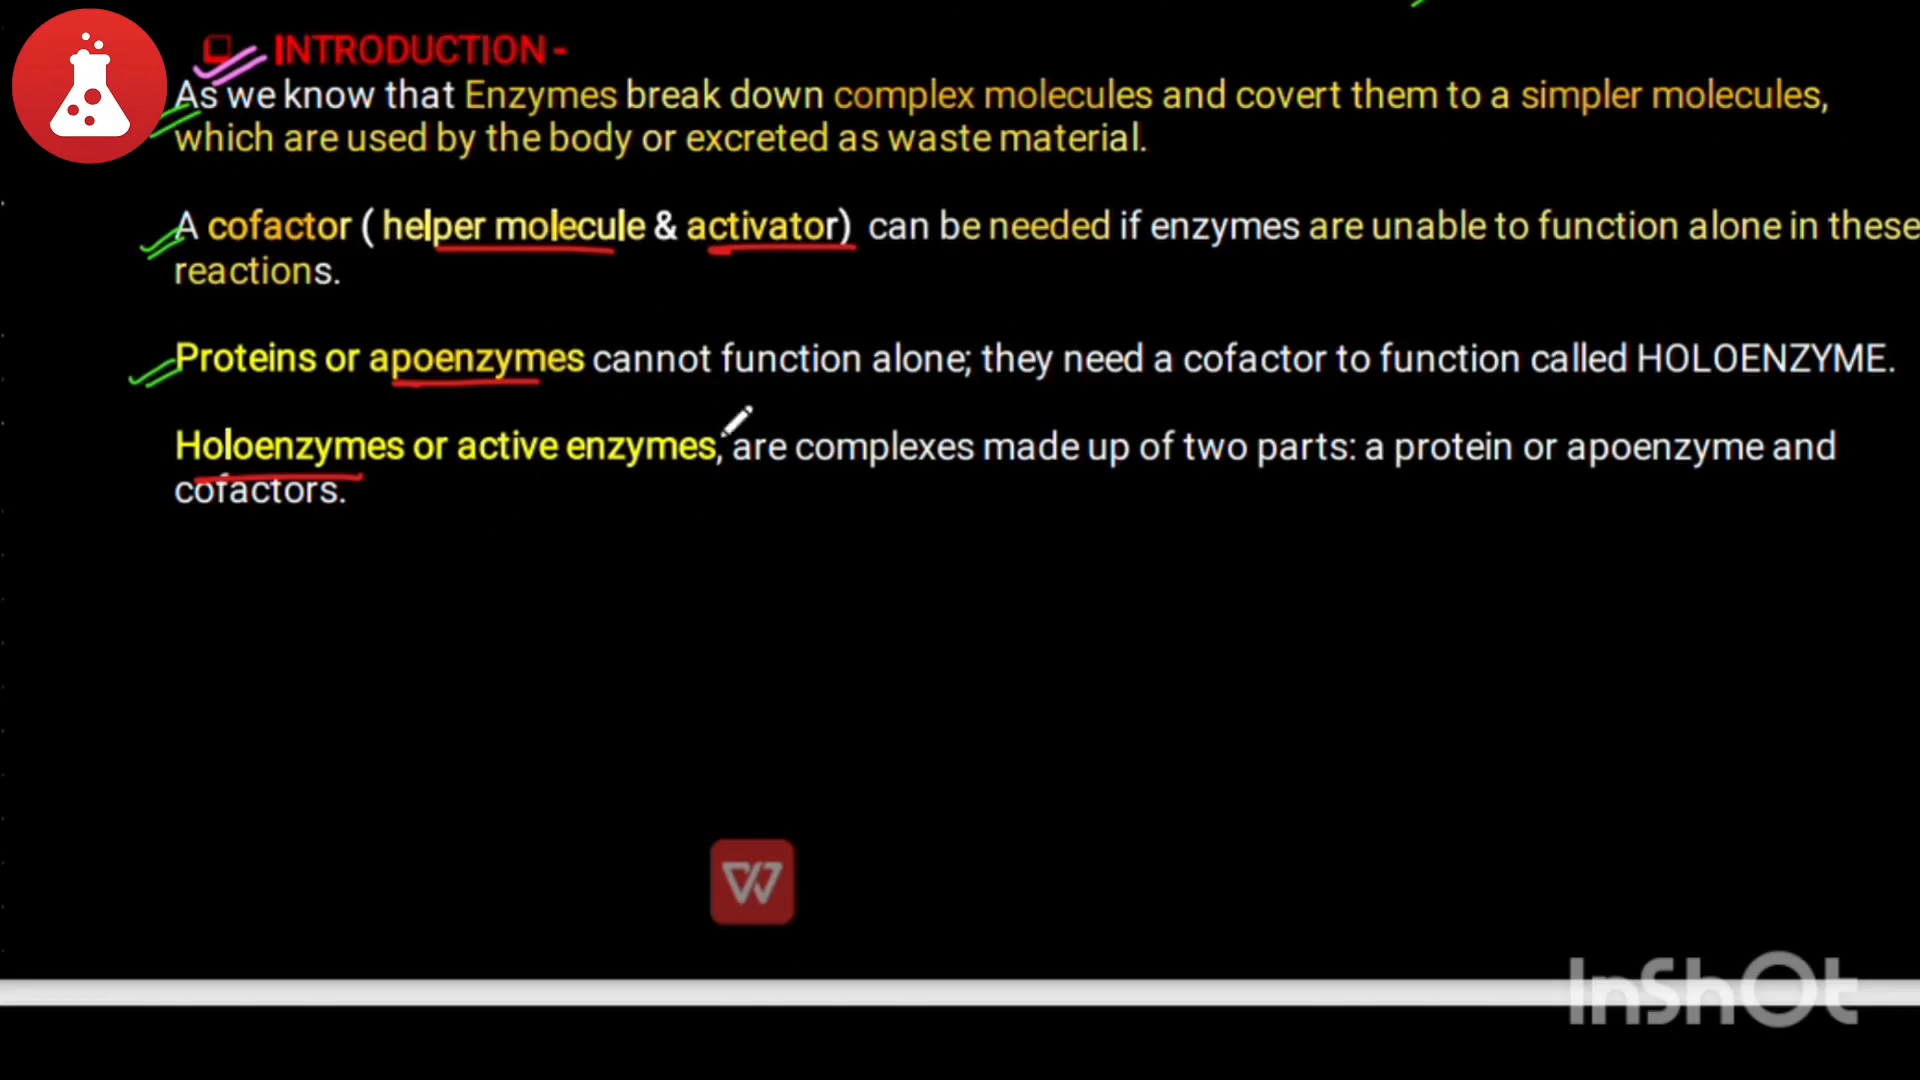 INTRODUCTION -
As we know that Enzymes break down complex molecules and covert them to a simpler molecules,
which are used by the body or excreted as waste material.
A cofactor ( helper molecule & activator) can be needed if enzymes are unable to function alone in these
reactions.
Proteins or apoenzymes cannot function alone; they need a cofactor to function called HOLOENZYME.
Holoenzymes or active enzymes, are complexes made up of two parts: a protein or apoenzyme and
cofactors.
W
InShOt